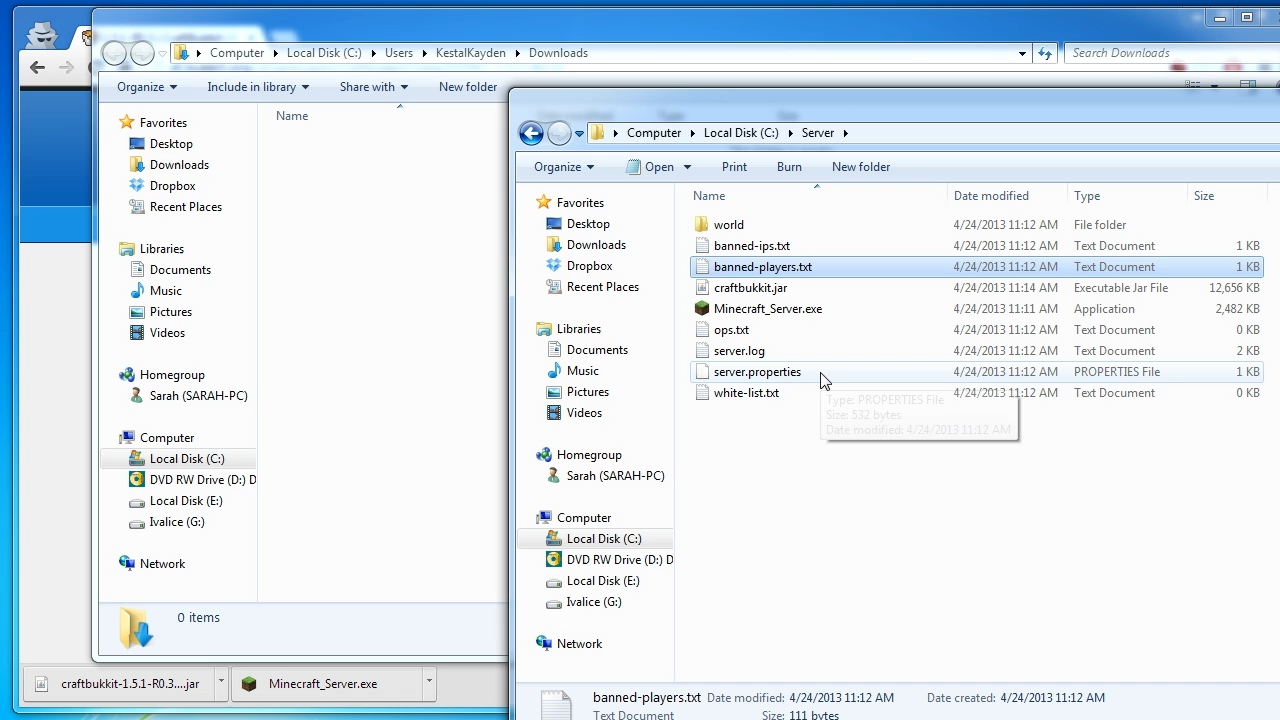 Computer Local Disk (C:) Users KestalKayden Downloads
Search Downloads
Organize Include in library Share with New folder
Name
Favorites
Desktop
Downloads
Dropbox
Recent Places
Libraries
Documents
Music
Pictures
Videos
Homegroup
Sarah (SARAH-PC)
Computer
Local Disk (C:)
DVD RW Drive (D:) D
Local Disk (E:)
Ivalice (G:)
Network
0 items
Computer Local Disk (C:) Server
Organize Open Print Burn New folder
Favorites
Desktop
Downloads
Dropbox
Recent Places
Libraries
Documents
Music
Pictures
Videos
Homegroup
Sarah (SARAH-PC)
Computer
Local Disk (C:)
DVD RW Drive (D:) D
Local Disk (E:)
Ivalice (G:)
Network
Name Date modified Type Size
world 4/24/2013 11:12 AM File folder
banned-ips.txt 4/24/2013 11:12 AM Text Document 1 KB
banned-players.txt 4/24/2013 11:12 AM Text Document 1 KB
craftbukkit.jar 4/24/2013 11:14 AM Executable Jar File 12,656 KB
Minecraft_Server.exe 4/24/2013 11:11 AM Application 2,482 KB
ops.txt 4/24/2013 11:12 AM Text Document 0 KB
server.log 4/24/2013 11:12 AM Text Document 2 KB
server.properties 4/24/2013 11:12 AM PROPERTIES File 1 KB
white-list.txt 4/24/2013 11:12 AM Text Document 0 KB
Type: PROPERTIES File
Size: 532 bytes
Date modified: 4/24/2013 11:12 AM
banned-players.txt Date modified: 4/24/2013 11:12 AM Date created: 4/24/2013 11:12 AM
Text Document Size: 111 bytes
craftbukkit-1.5.1-R0.3....jar Minecraft_Server.exe